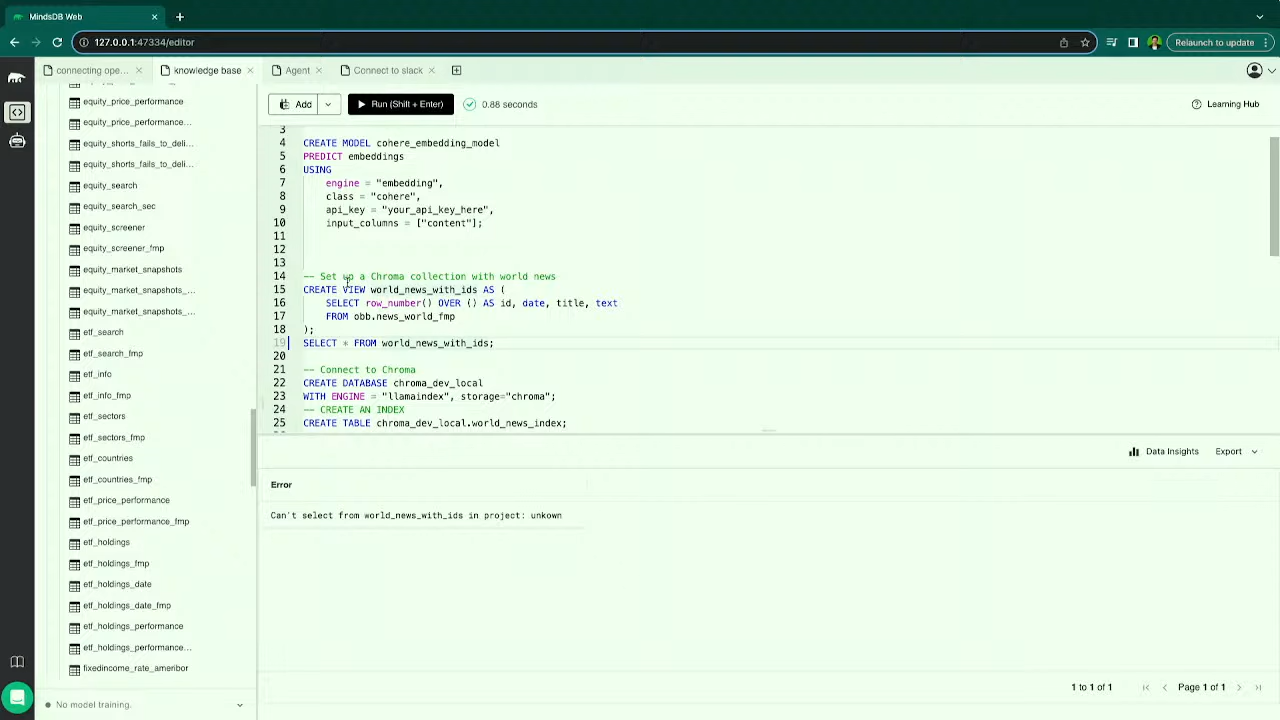 MindsDB Web
127.0.0.1:47334/editor
Relaunch to update
connecting ope...
knowledge base
Agent
Connect to slack
equity_price_performance
equity_price_performance...
equity_shorts_fails_to_deli...
equity_shorts_fails_to_deli...
equity_search
equity_search_sec
equity_screener
equity_screener_fmp
equity_market_snapshots
equity_market_snapshots_...
equity_market_snapshots_...
etf_search
etf_search_fmp
etf_info
etf_info_fmp
etf_sectors
etf_sectors_fmp
etf_countries
etf_countries_fmp
etf_price_performance
etf_price_performance_fmp
etf_holdings
etf_holdings_fmp
etf_holdings_date
etf_holdings_date_fmp
etf_holdings_performance
etf_holdings_performance...
fixedincome_rate_ameribor
No model training.
Add
Run (Shift + Enter)
0.88 seconds
Learning Hub
3
4 CREATE MODEL cohere_embedding_model
5 PREDICT embeddings
6 USING
7 engine = "embedding",
8 class = "cohere",
9 api_key = "your_api_key_here",
10 input_columns = ["content"];
11
12
13
14 -- Set up a Chroma collection with world news
15 CREATE VIEW world_news_with_ids AS (
16 SELECT row_number() OVER () AS id, date, title, text
17 FROM obb.news_world_fmp
18 );
19 SELECT * FROM world_news_with_ids;
20
21 -- Connect to Chroma
22 CREATE DATABASE chroma_dev_local
23 WITH ENGINE = "llamaindex", storage="chroma";
24 -- CREATE AN INDEX
25 CREATE TABLE chroma_dev_local.world_news_index;
Data Insights
Export
Error
Can't select from world_news_with_ids in project: unkown
1 to 1 of 1
Page 1 of 1